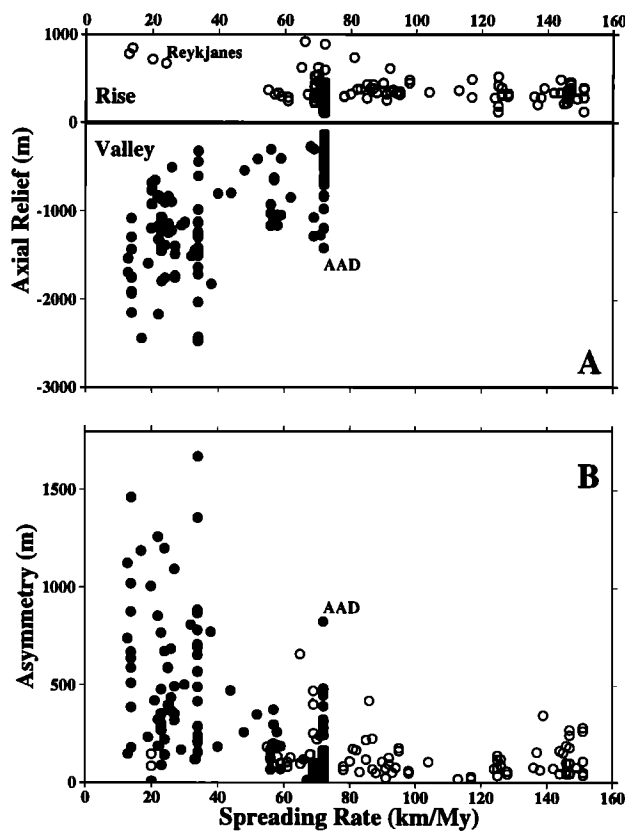 0 20 40 60 80 100 120 140 160
1000
Reykjanes
Rise
0
Valley
Axial Relief (m)
-1000
AAD
-2000
A
-3000
B
1500
Asymmetry (m)
1000
AAD
500
0
0 20 40 60 80 100 120 140 160
Spreading Rate (km/My)